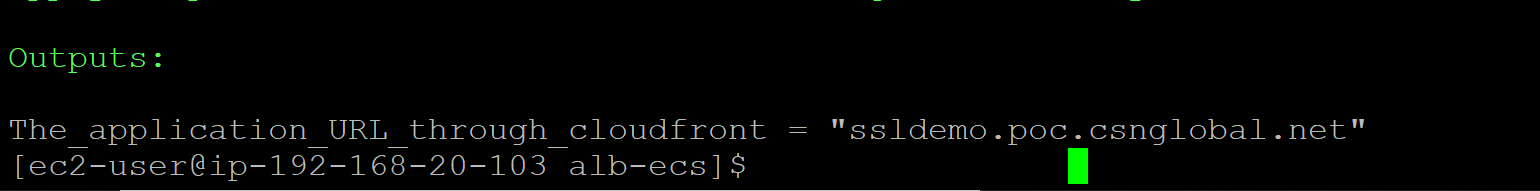 Outputs:
The_application_URL_through_cloudfront = "ssldemo.poc.csnglobal.net"
[ec2-user@ip-192-168-20-103 alb-ecs]$